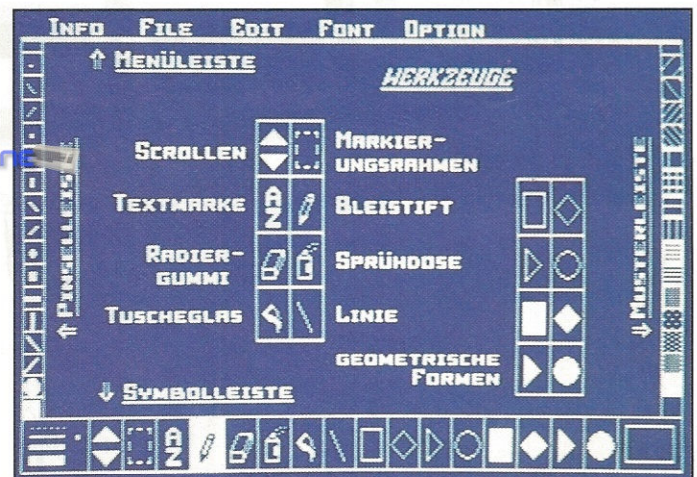 INFO FILE EDIT FONT OPTION
⇑ MENÜLEISTE
WERKZEUGE
SCROLLEN
MARKIER-
UNGSRAHMEN
TEXTMARKE
A
Z
BLEISTIFT
RADIER-
GUMMI
SPRÜHDOSE
TUSCHEGLAS
LINIE
GEOMETRISCHE
FORMEN
⇐ PINSELLEISTE
⇓ MUSTERLEISTE
⇓ SYMBOLLEISTE
A
Z